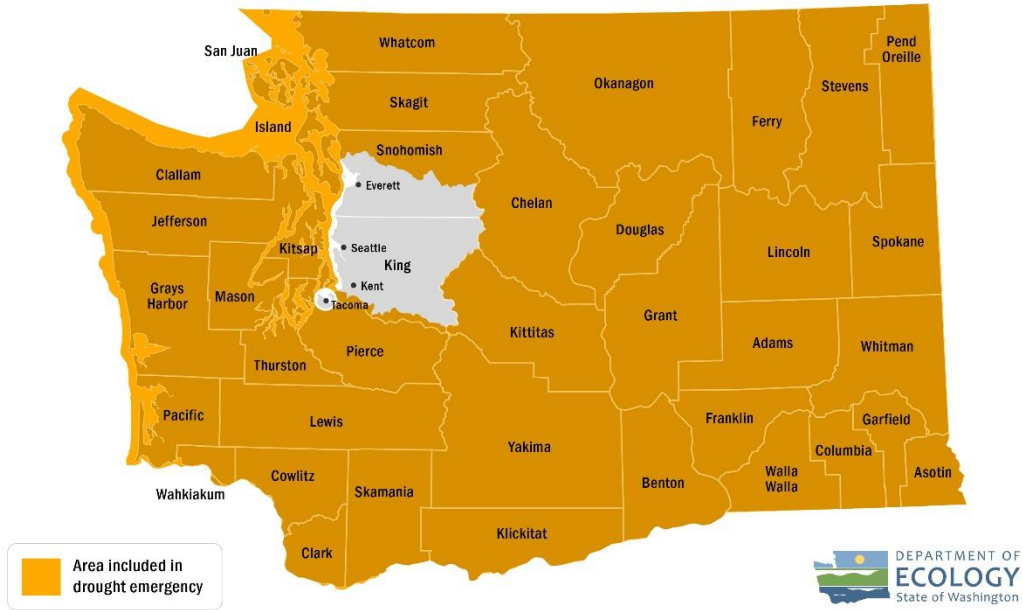 San Juan
Whatcom
Pend
Oreille
Okanagon
Stevens
Skagit
Ferry
Island
Snohomish
Clallam
Everett
Chelan
Jefferson
Douglas
Spokane
Kitsap
Seattle
Lincoln
King
Grays
Harbor
Mason
Kent
Tacoma
Grant
Kittitas
Adams
Whitman
Pierce
Thurston
Pacific
Lewis
Franklin
Garfield
Yakima
Columbia
Cowlitz
Walla
Walla
Asotin
Wahkiakum
Skamania
Benton
Klickitat
Clark
Area included in
drought emergency
DEPARTMENT OF
ECOLOGY
State of Washington